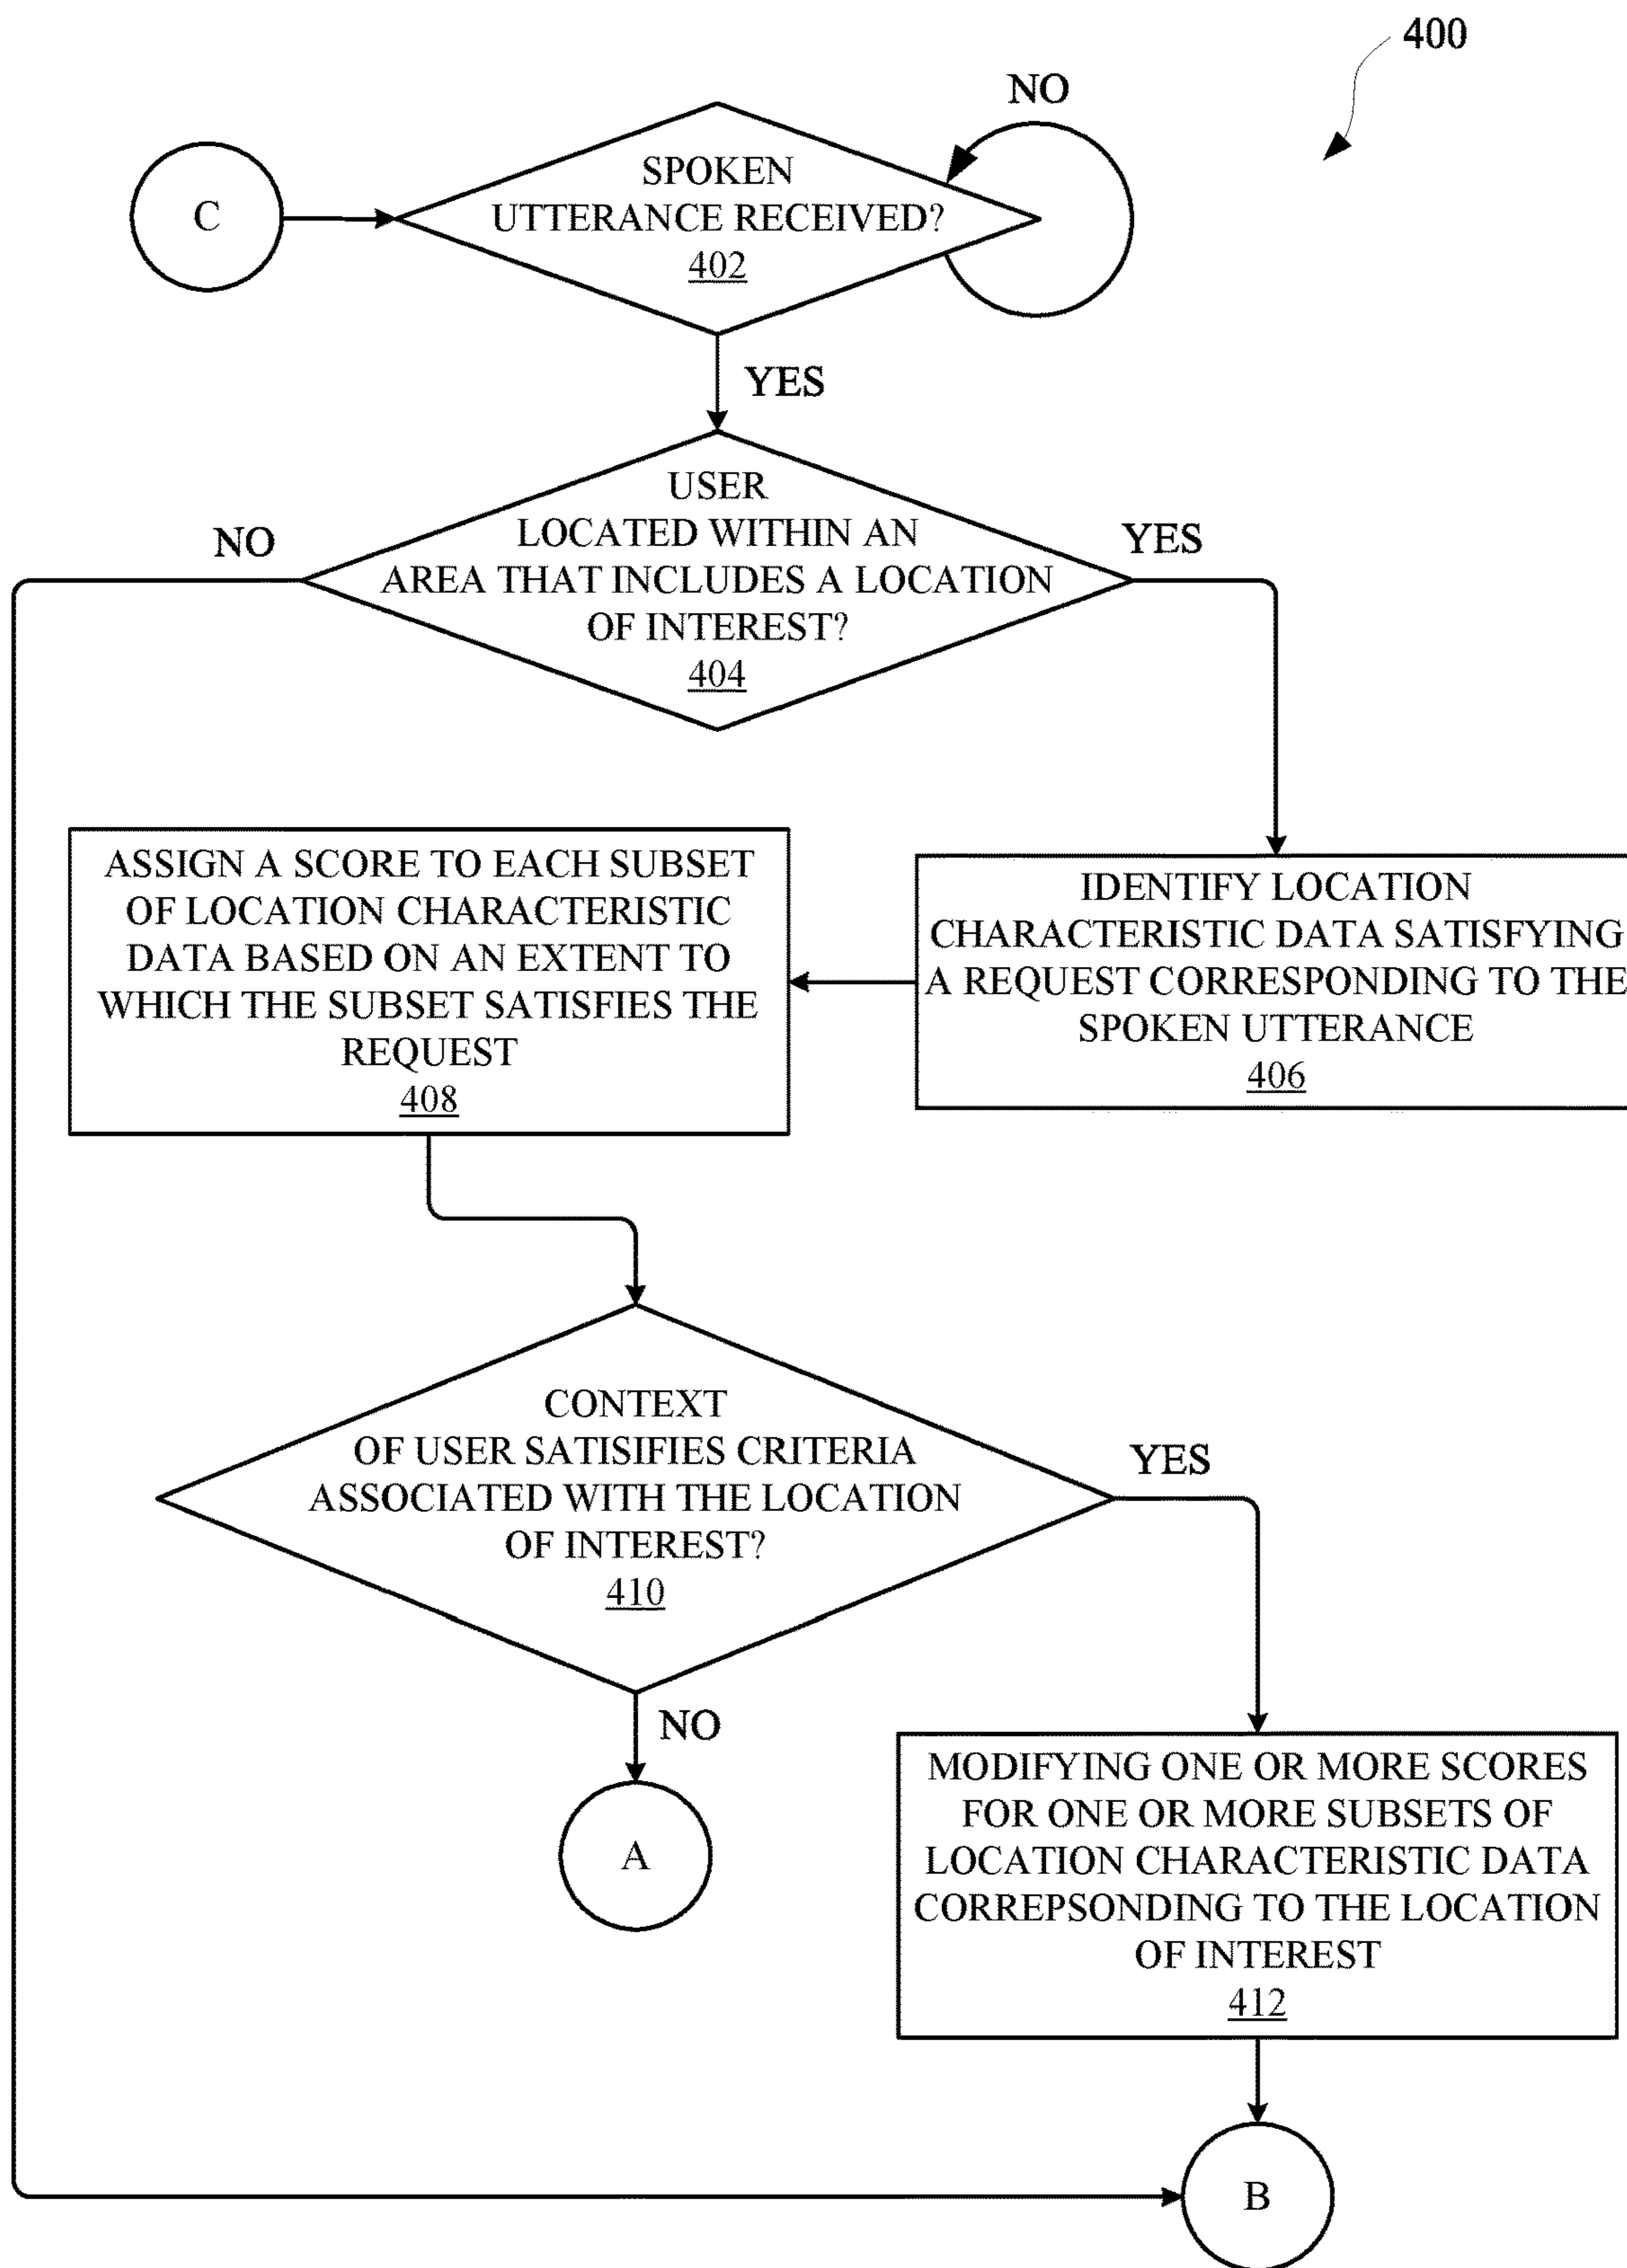 400
NO
C
SPOKEN
UTTERANCE RECEIVED?
402
YES
USER
LOCATED WITHIN AN
AREA THAT INCLUDES A LOCATION
OF INTEREST?
404
NO
YES
IDENTIFY LOCATION
CHARACTERISTIC DATA SATISFYING
A REQUEST CORRESPONDING TO THE
SPOKEN UTTERANCE
406
ASSIGN A SCORE TO EACH SUBSET
OF LOCATION CHARACTERISTIC
DATA BASED ON AN EXTENT TO
WHICH THE SUBSET SATISFIES THE
REQUEST
408
CONTEXT
OF USER SATISIFIES CRITERIA
ASSOCIATED WITH THE LOCATION
OF INTEREST?
410
YES
NO
A
MODIFYING ONE OR MORE SCORES
FOR ONE OR MORE SUBSETS OF
LOCATION CHARACTERISTIC DATA
CORREPSONDING TO THE LOCATION
OF INTEREST
412
B